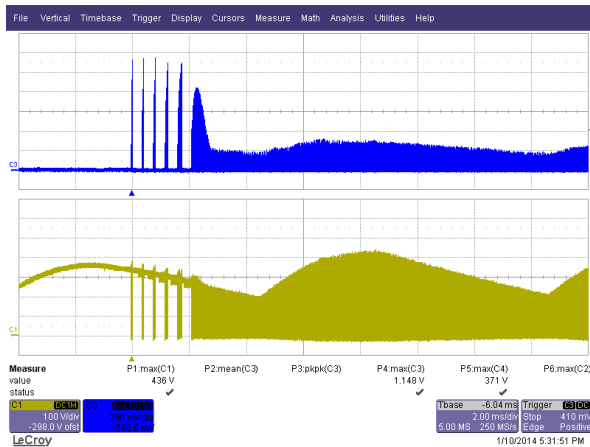 File Vertical Timebase Trigger Display Cursors Measure Math Analysis Utilities Help
C3
C1
Measure P1:max(C1) P2:mean(C3) P3:pkpk(C3) P4:max(C3) P5:max(C4) P6:max(C2)
value 436 V 1.148 V 371 V
status
C1 DC1M C3 Tbase -6.04 ms Trigger C3 DC
100 V/div 2.00 ms/div Stop 410 mV
-298.0 V ofst 5.00 MS 250 MS/s Edge Positive
LeCroy 1/10/2014 5:31:51 PM